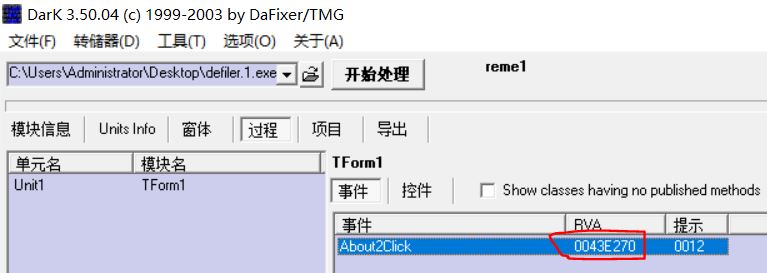 DarK 3.50.04 (c) 1999-2003 by DaFixer/TMG
文件(F) 转储器(D) 工具(T) 选项(O) 关于(A)
C:\Users\Administrator\Desktop\defiler.1.exe 开始处理 reme1
模块信息 Units Info 窗体 过程 项目 导出
单元名 模块名 TForm1
Unit1 TForm1 事件 控件 Show classes having no published methods
事件 RVA 提示
About2Click 0043E270 0012